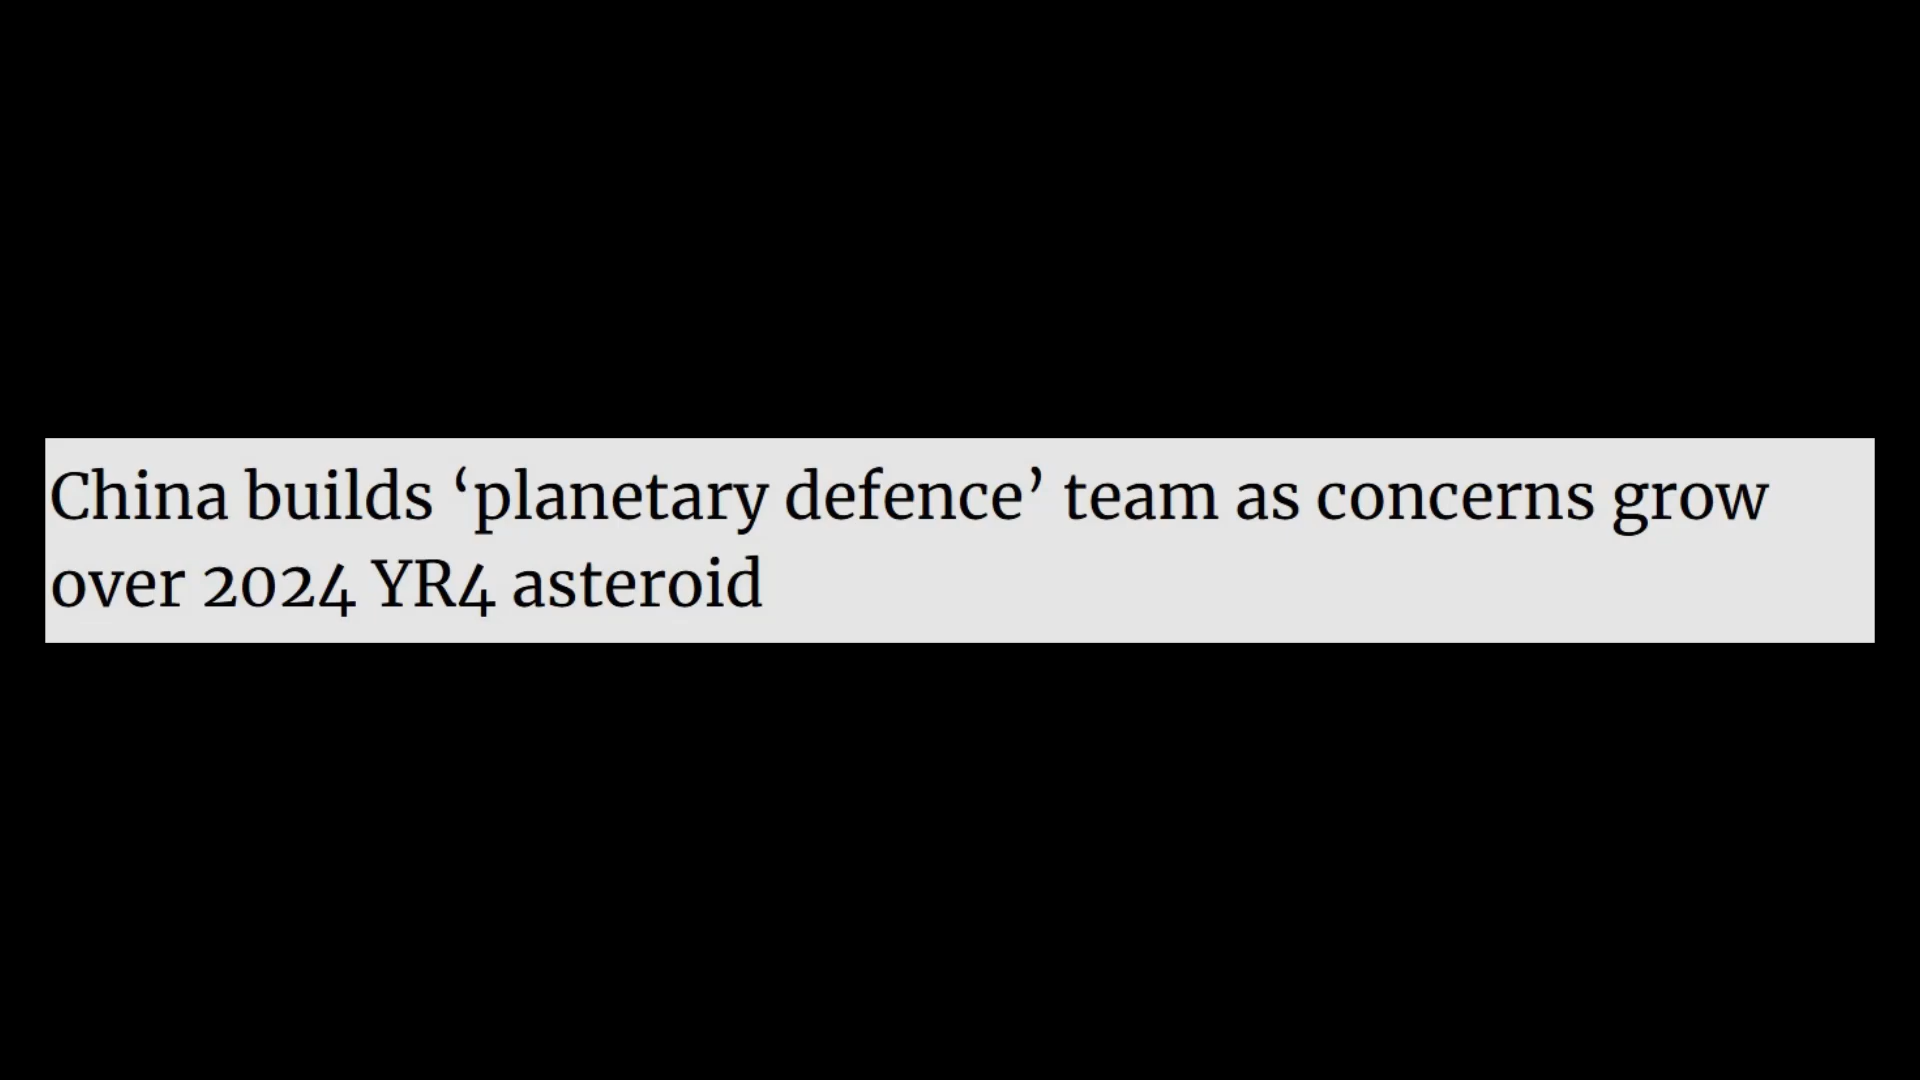 China builds ‘planetary defence’ team as concerns grow
over 2024 YR4 asteroid